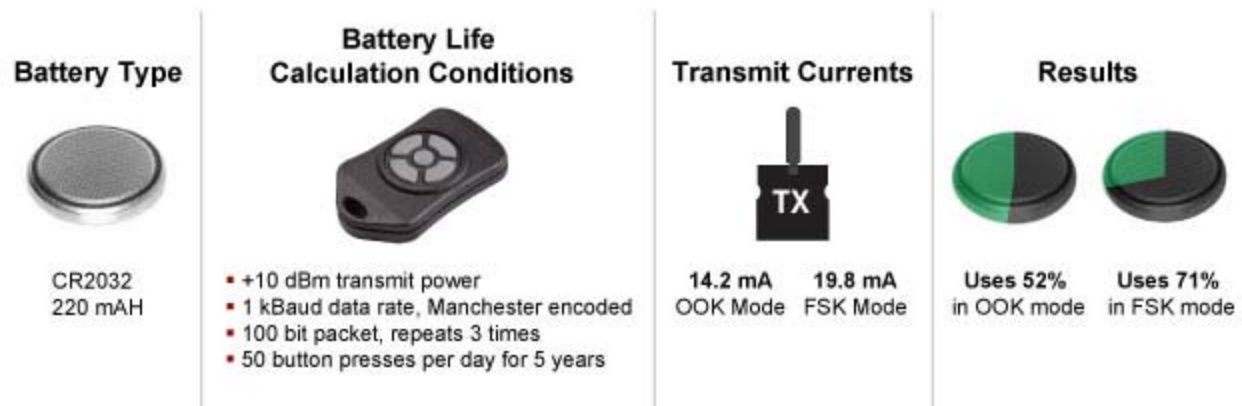 Battery Type
CR2032
220 mAH
Battery Life
Calculation Conditions
▪ +10 dBm transmit power
▪ 1 kBaud data rate, Manchester encoded
▪ 100 bit packet, repeats 3 times
▪ 50 button presses per day for 5 years
Transmit Currents
TX
14.2 mA
OOK Mode
19.8 mA
FSK Mode
Results
Uses 52%
in OOK mode
Uses 71%
in FSK mode